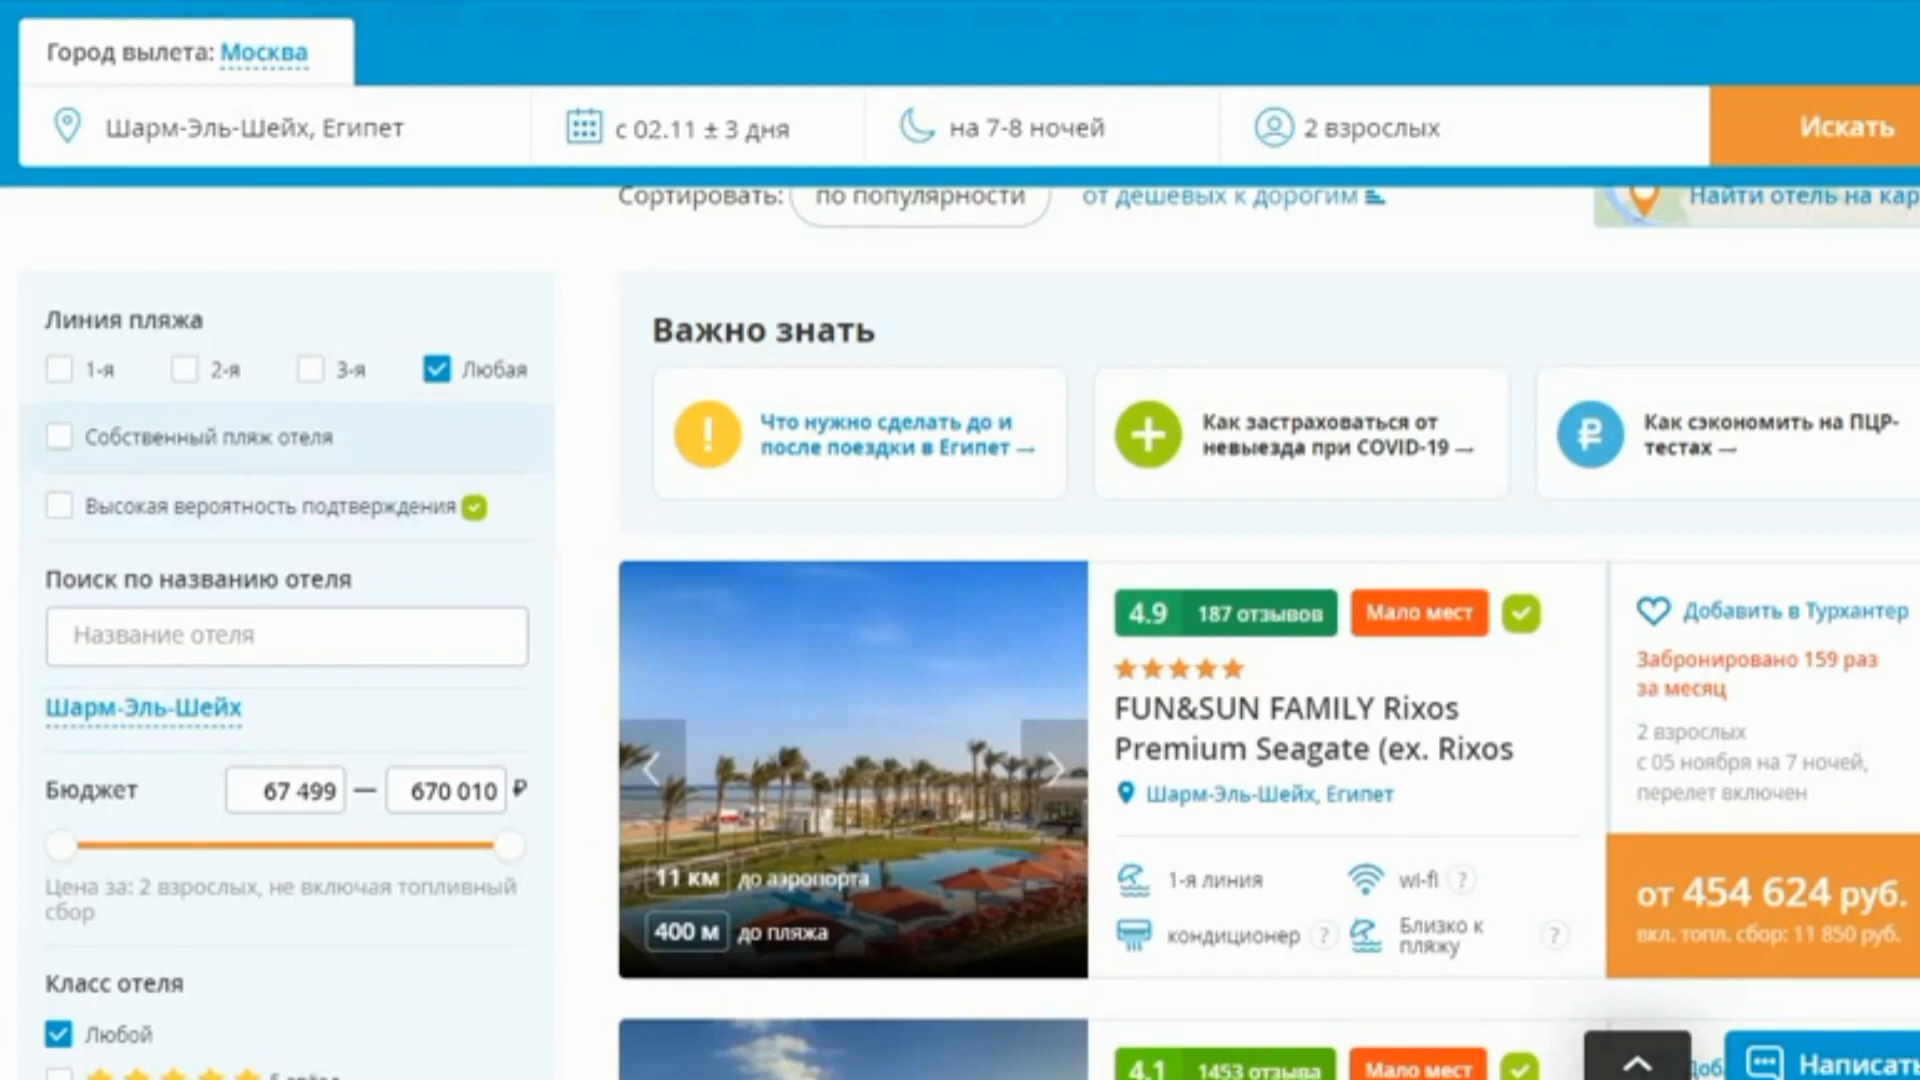 Город вылета: Москва
Шарм-Эль-Шейх, Египет
с 02.11 ± 3 дня
на 7-8 ночей
2 взрослых
Искать
Сортировать: по популярности от дешевых к дорогим
Найти отель на кар
Линия пляжа
1-я 2-я 3-я Любая
Собственный пляж отеля
Высокая вероятность подтверждения
Поиск по названию отеля
Название отеля
Шарм-Эль-Шейх
Бюджет 67 499 — 670 010 ₽
Цена за: 2 взрослых, не включая топливный
сбор
Класс отеля
Любой
Важно знать
Что нужно сделать до и
после поездки в Египет →
Как застраховаться от
невыезда при COVID-19 →
Как сэкономить на ПЦР-
тестах →
11 км до аэропорта
400 м до пляжа
4.9 187 отзывов Мало мест
FUN&SUN FAMILY Rixos
Premium Seagate (ex. Rixos
Шарм-Эль-Шейх, Египет
1-я линия
wi-fi ?
кондиционер ?
Близко к
пляжу ?
Добавить в Турхантер
Забронировано 159 раз
за месяц
2 взрослых
с 05 ноября на 7 ночей,
перелет включен
от 454 624 руб.
вкл. топл. сбор: 11 850 руб.
4.1 1453 отзыва Мало мест
Написать